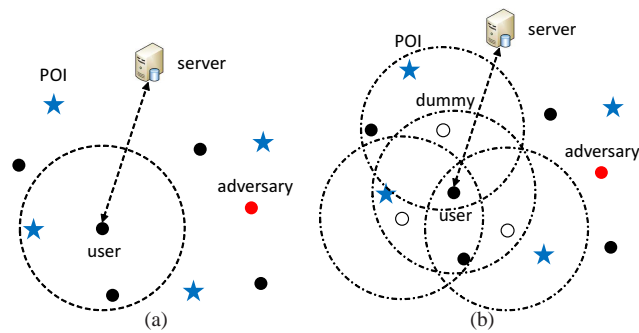 server
POI
adversary
user
(a)
server
POI
dummy
adversary
user
(b)